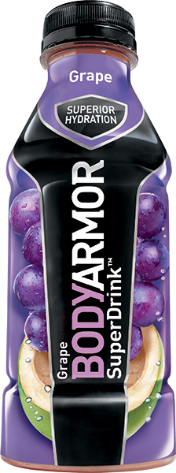 Grape
SUPERIOR
HYDRATION
Grape
BODYARMOR
SuperDrink™